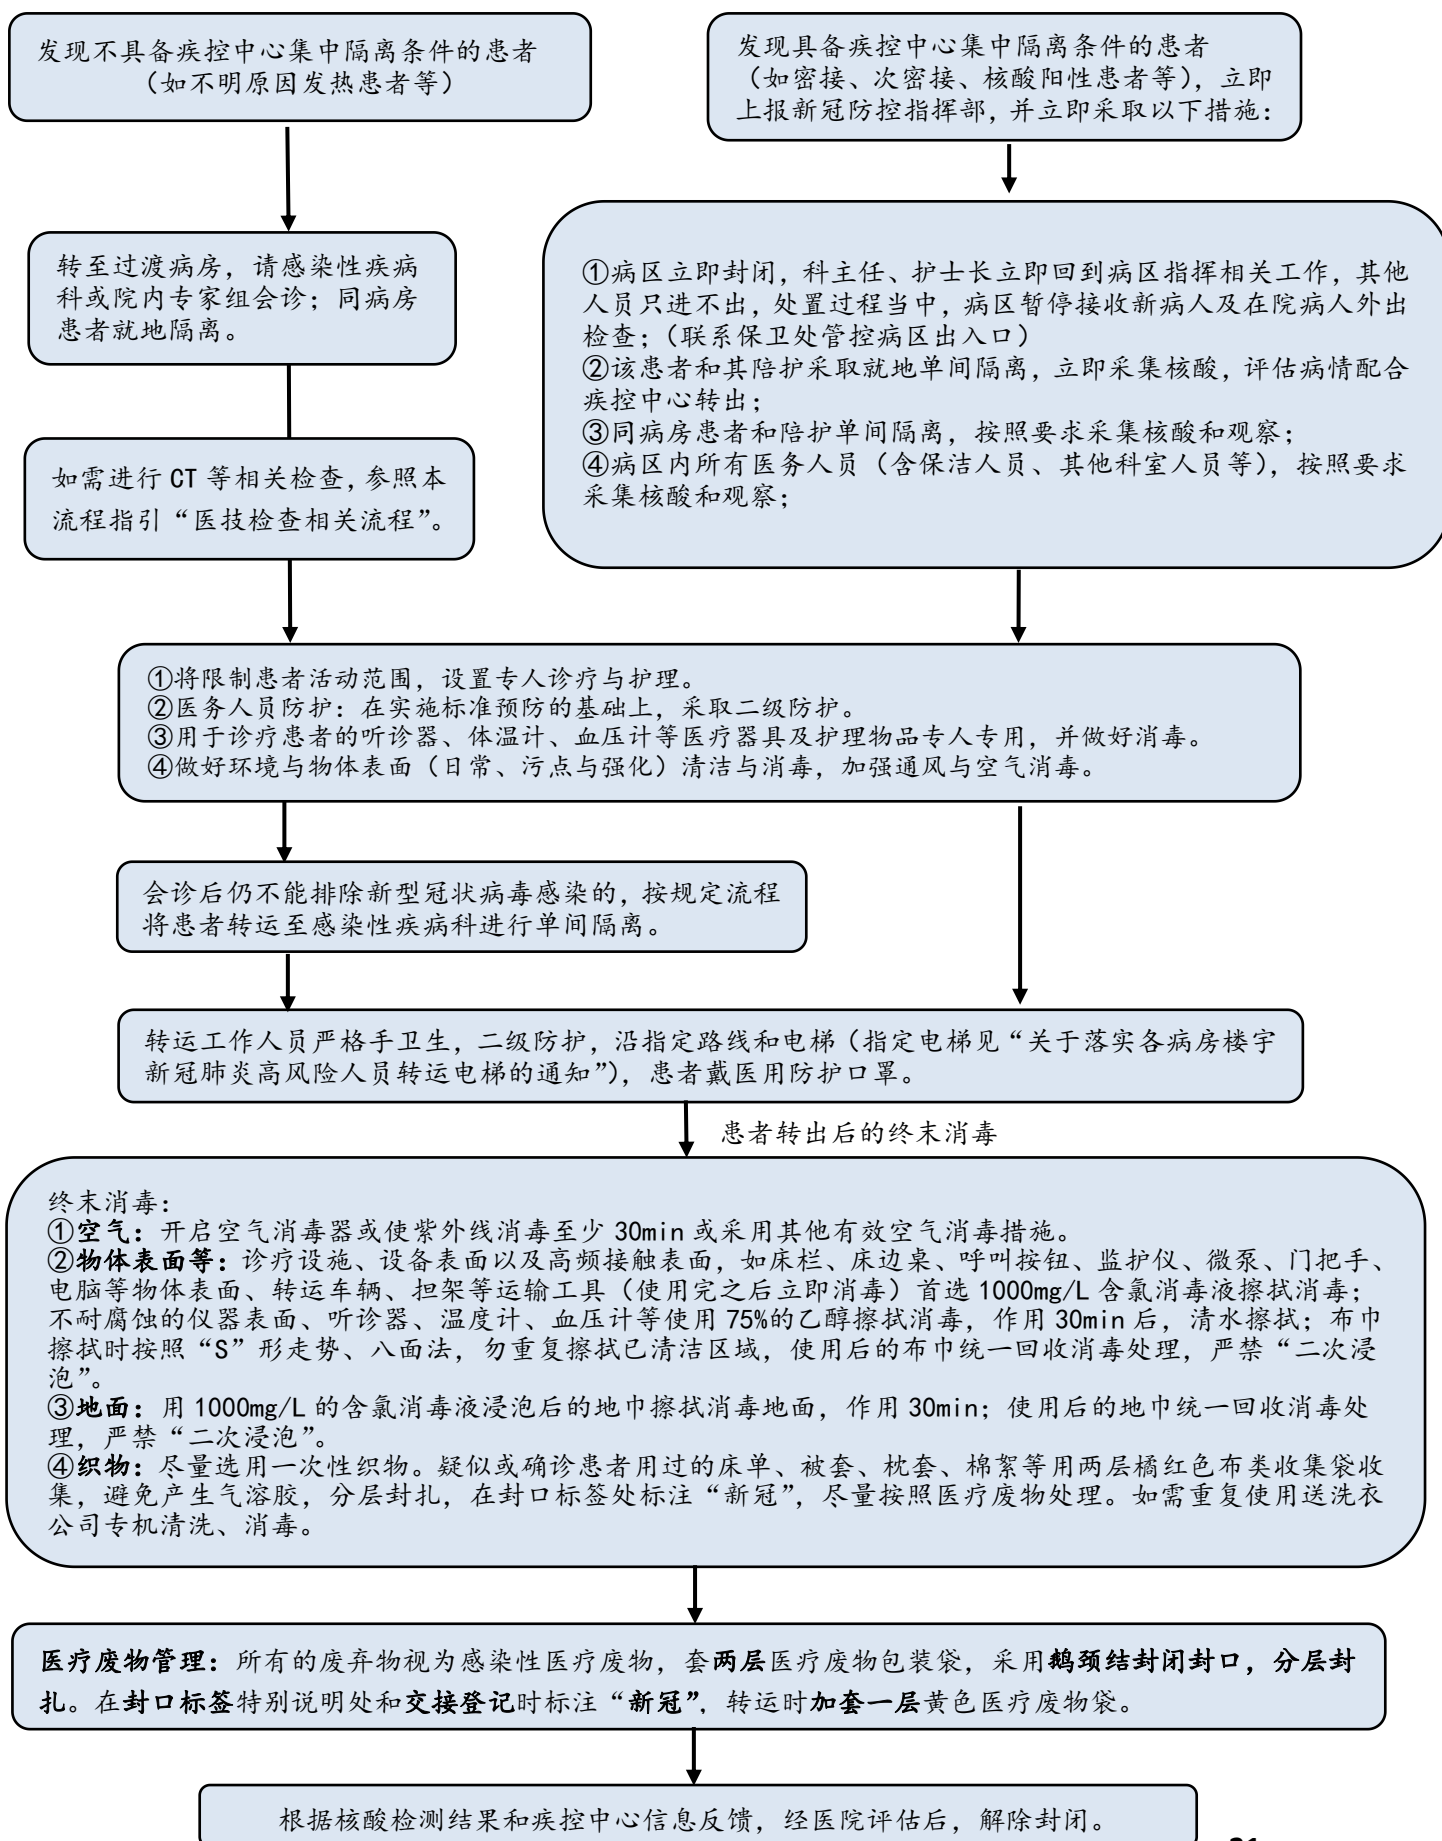 发现不具备疾控中心集中隔离条件的患者
（如不明原因发热患者等）
发现具备疾控中心集中隔离条件的患者
（如密接、次密接、核酸阳性患者等），立即
上报新冠防控指挥部，并立即采取以下措施：
转至过渡病房，请感染性疾病
科或院内专家组会诊；同病房
患者就地隔离。
①病区立即封闭，科主任、护士长立即回到病区指挥相关工作，其他
人员只进不出，处置过程当中，病区暂停接收新病人及在院病人外出
检查；（联系保卫处管控病区出入口）
②该患者和其陪护采取就地单间隔离，立即采集核酸，评估病情配合
疾控中心转出；
③同病房患者和陪护单间隔离，按照要求采集核酸和观察；
④病区内所有医务人员（含保洁人员、其他科室人员等），按照要求
采集核酸和观察；
如需进行 CT 等相关检查，参照本
流程指引“医技检查相关流程”。
①将限制患者活动范围，设置专人诊疗与护理。
②医务人员防护：在实施标准预防的基础上，采取二级防护。
③用于诊疗患者的听诊器、体温计、血压计等医疗器具及护理物品专人专用，并做好消毒。
④做好环境与物体表面（日常、污点与强化）清洁与消毒，加强通风与空气消毒。
会诊后仍不能排除新型冠状病毒感染的，按规定流程
将患者转运至感染性疾病科进行单间隔离。
转运工作人员严格手卫生，二级防护，沿指定路线和电梯（指定电梯见“关于落实各病房楼宇
新冠肺炎高风险人员转运电梯的通知”），患者戴医用防护口罩。
患者转出后的终末消毒
终末消毒：
①空气：开启空气消毒器或使紫外线消毒至少 30min 或采用其他有效空气消毒措施。
②物体表面等：诊疗设施、设备表面以及高频接触表面，如床栏、床边桌、呼叫按钮、监护仪、微泵、门把手、
电脑等物体表面、转运车辆、担架等运输工具（使用完之后立即消毒）首选 1000mg/L 含氯消毒液擦拭消毒；
不耐腐蚀的仪器表面、听诊器、温度计、血压计等使用 75%的乙醇擦拭消毒，作用 30min 后，清水擦拭；布巾
擦拭时按照“S”形走势、八面法，勿重复擦拭已清洁区域，使用后的布巾统一回收消毒处理，严禁“二次浸
泡”。
③地面：用 1000mg/L 的含氯消毒液浸泡后的地巾擦拭消毒地面，作用 30min；使用后的地巾统一回收消毒处
理，严禁“二次浸泡”。
④织物：尽量选用一次性织物。疑似或确诊患者用过的床单、被套、枕套、棉絮等用两层橘红色布类收集袋收
集，避免产生气溶胶，分层封扎，在封口标签处标注“新冠”，尽量按照医疗废物处理。如需重复使用送洗衣
公司专机清洗、消毒。
医疗废物管理：所有的废弃物视为感染性医疗废物，套两层医疗废物包装袋，采用鹅颈结封闭封口，分层封
扎。在封口标签特别说明处和交接登记时标注“新冠”，转运时加套一层黄色医疗废物袋。
根据核酸检测结果和疾控中心信息反馈，经医院评估后，解除封闭。